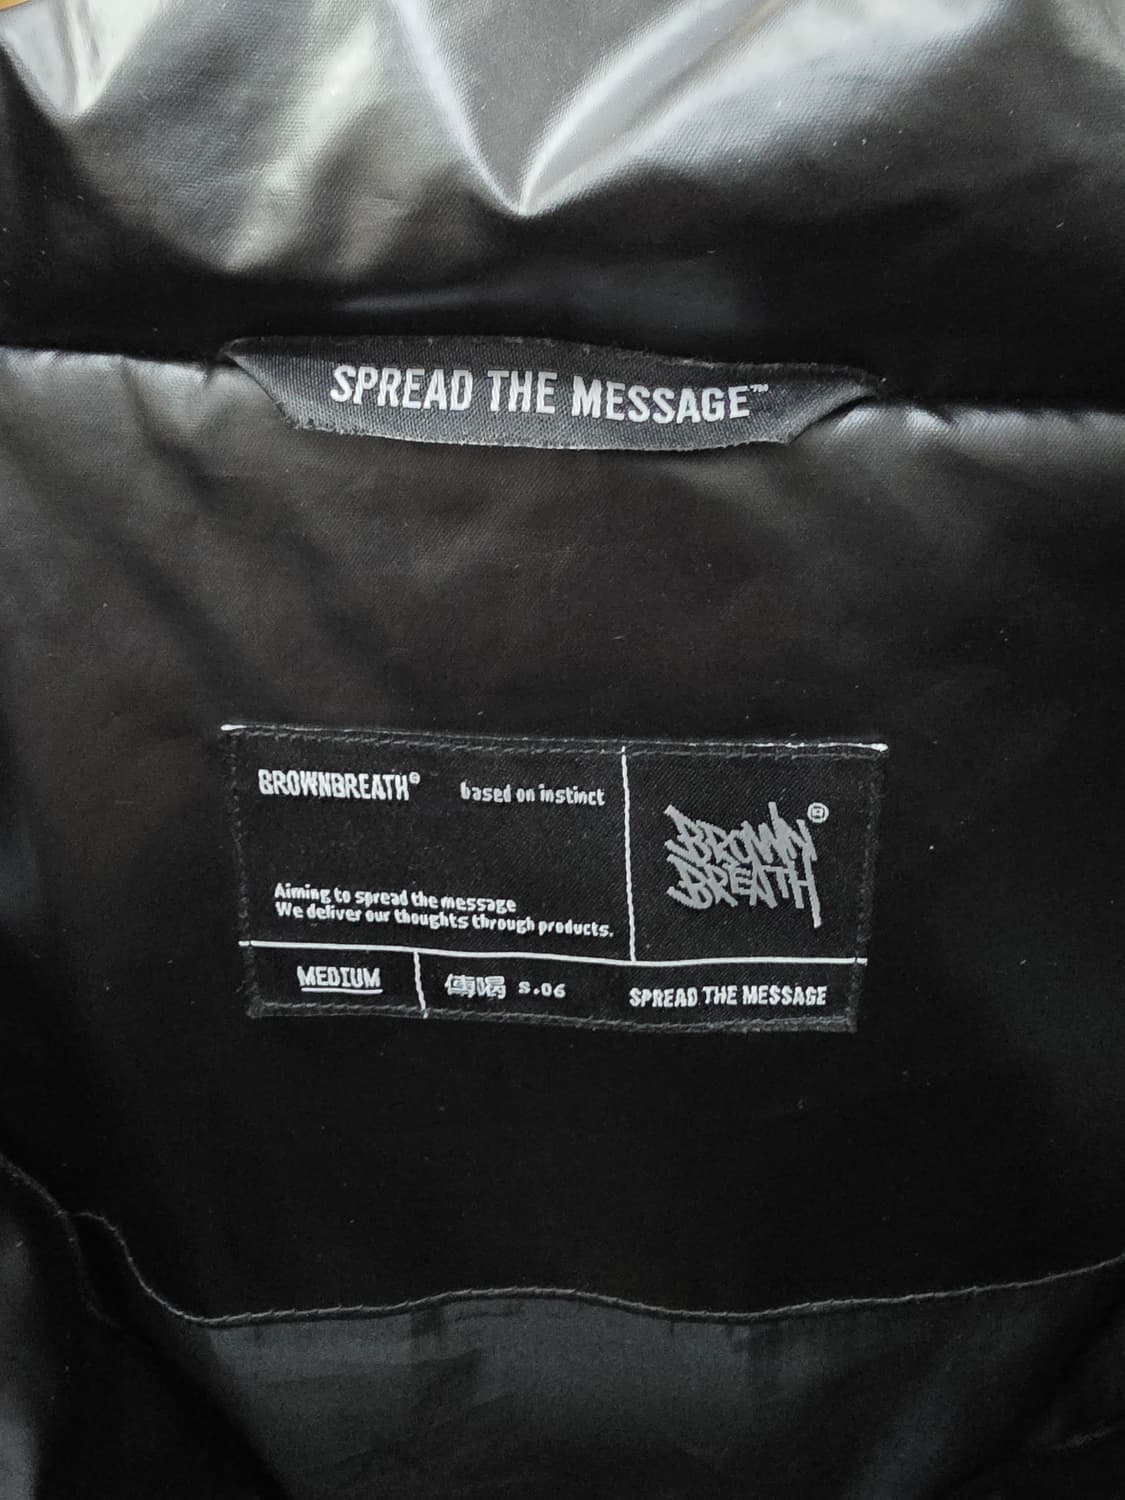 SPREAD THE MESSAGE™
BROWNBREATH® based on instinct
BROWN
BREATH ®
Aiming to spread the message
We deliver our thoughts through products.
MEDIUM 傳喝 s.06 SPREAD THE MESSAGE